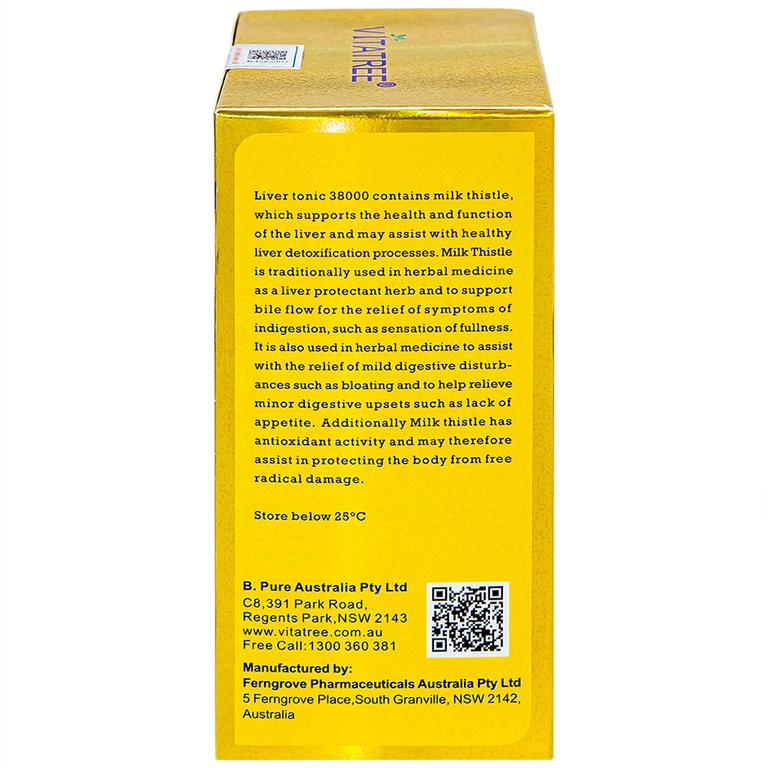 VITATREE®
Liver tonic 38000 contains milk thistle,
which supports the health and function
of the liver and may assist with healthy
liver detoxification processes. Milk Thistle
is traditionally used in herbal medicine
as a liver protectant herb and to support
bile flow for the relief of symptoms of
indigestion, such as sensation of fullness.
It is also used in herbal medicine to assist
with the relief of mild digestive disturb-
ances such as bloating and to help relieve
minor digestive upsets such as lack of
appetite. Additionally Milk thistle has
antioxidant activity and may therefore
assist in protecting the body from free
radical damage.
Store below 25°C
B. Pure Australia Pty Ltd
C8,391 Park Road,
Regents Park,NSW 2143
www.vitatree.com.au
Free Call:1300 360 381
Manufactured by:
Ferngrove Pharmaceuticals Australia Pty Ltd
5 Ferngrove Place,South Granville, NSW 2142,
Australia